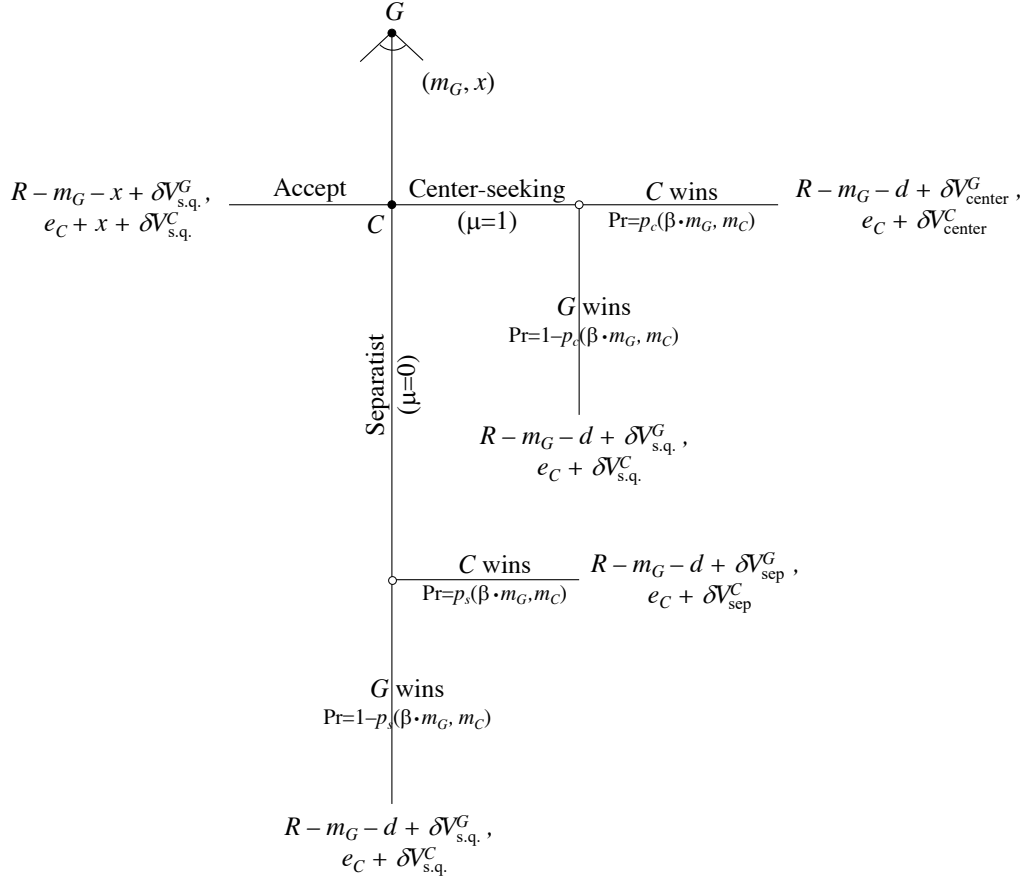 G
(m_G, x)
R – m_G – x + δV^G_s.q. ,
e_C + x + δV^C_s.q.
Accept
C
Center-seeking
(μ=1)
C wins
Pr=p_c(β•m_G, m_C)
R – m_G – d + δV^G_center ,
e_C + δV^C_center
G wins
Pr=1–p_c(β•m_G, m_C)
R – m_G – d + δV^G_s.q. ,
e_C + δV^C_s.q.
Separatist
(μ=0)
C wins
Pr=p_s(β•m_G,m_C)
R – m_G – d + δV^G_sep ,
e_C + δV^C_sep
G wins
Pr=1–p_s(β•m_G, m_C)
R – m_G – d + δV^G_s.q. ,
e_C + δV^C_s.q.